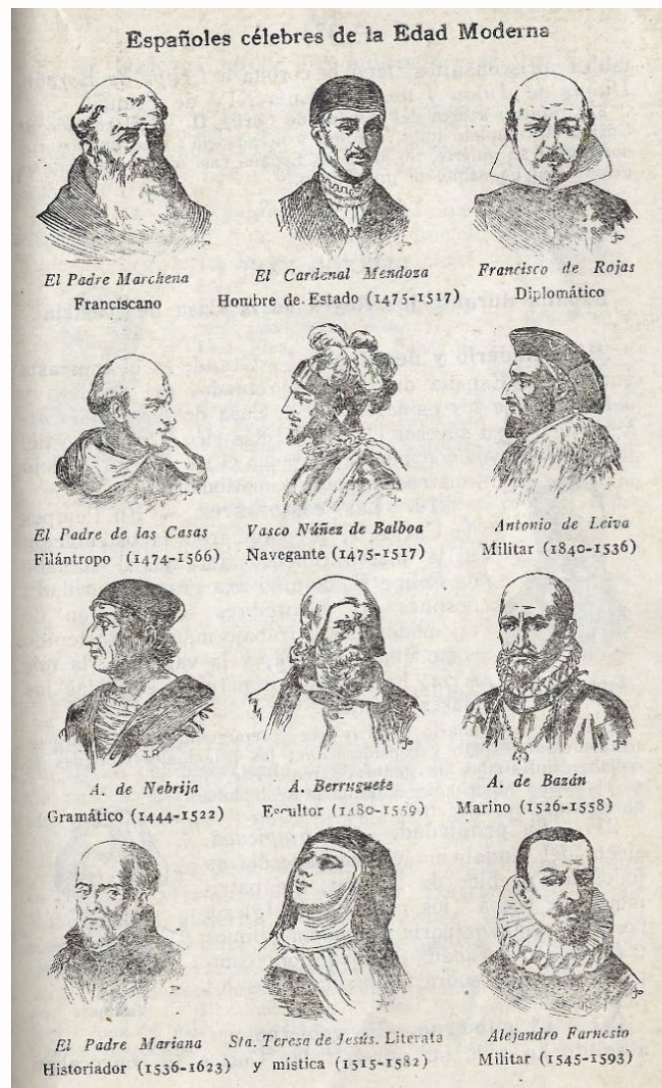 Españoles célebres de la Edad Moderna
El Padre Marchena
Franciscano
El Cardenal Mendoza
Hombre de Estado (1475-1517)
Francisco de Rojas
Diplomático
El Padre de las Casas
Filántropo (1474-1566)
Vasco Núñez de Balboa
Navegante (1475-1517)
Antonio de Leiva
Militar (1840-1536)
A. de Nebrija
Gramático (1444-1522)
A. Berruguete
Escultor (1480-1559)
A. de Bazán
Marino (1526-1558)
El Padre Mariana
Historiador (1536-1623)
Sta. Teresa de Jesús. Literata
y mística (1515-1582)
Alejandro Farnesio
Militar (1545-1593)